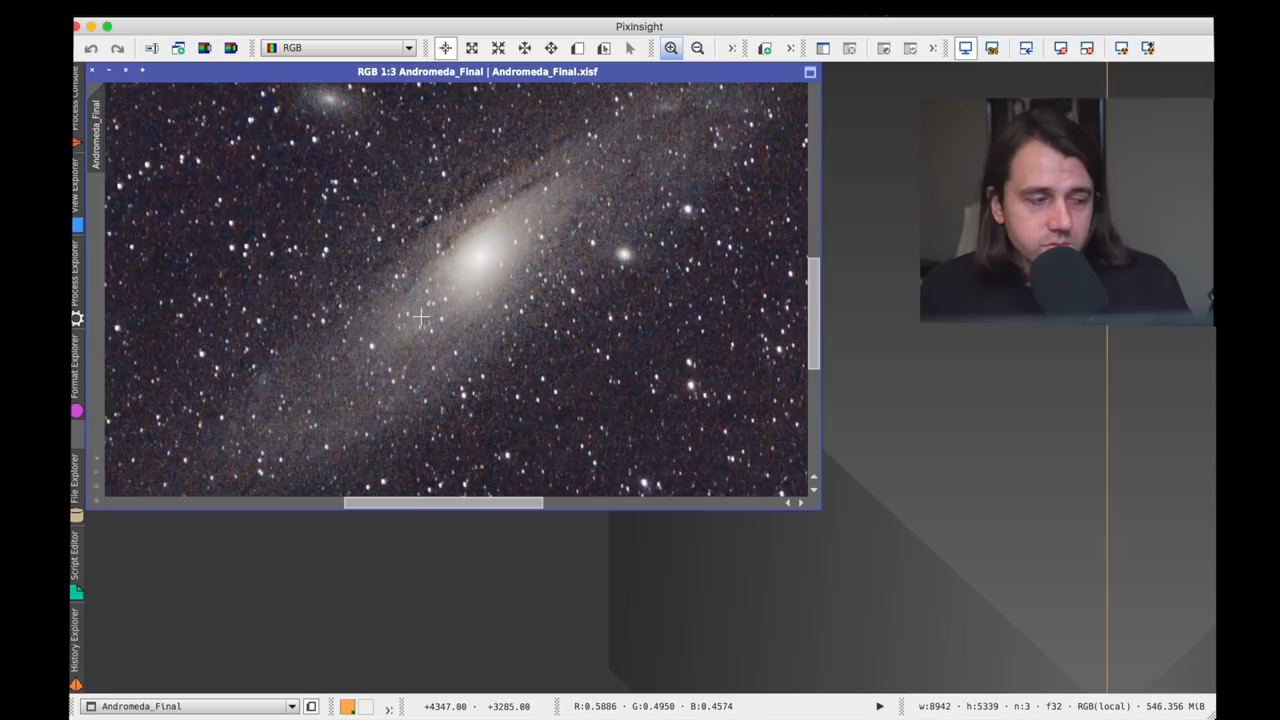 PixInsight
RGB
RGB 1:3 Andromeda_Final | Andromeda_Final.xisf
Andromeda_Final
Process Console
View Explorer
Process Explorer
Format Explorer
File Explorer
Script Editor
History Explorer
Andromeda_Final
+4347.00 · +3285.00
R:0.5886 · G:0.4950 · B:0.4574
w:8942 · h:5339 · n:3 · f32 · RGB(local) · 546.356 MiB